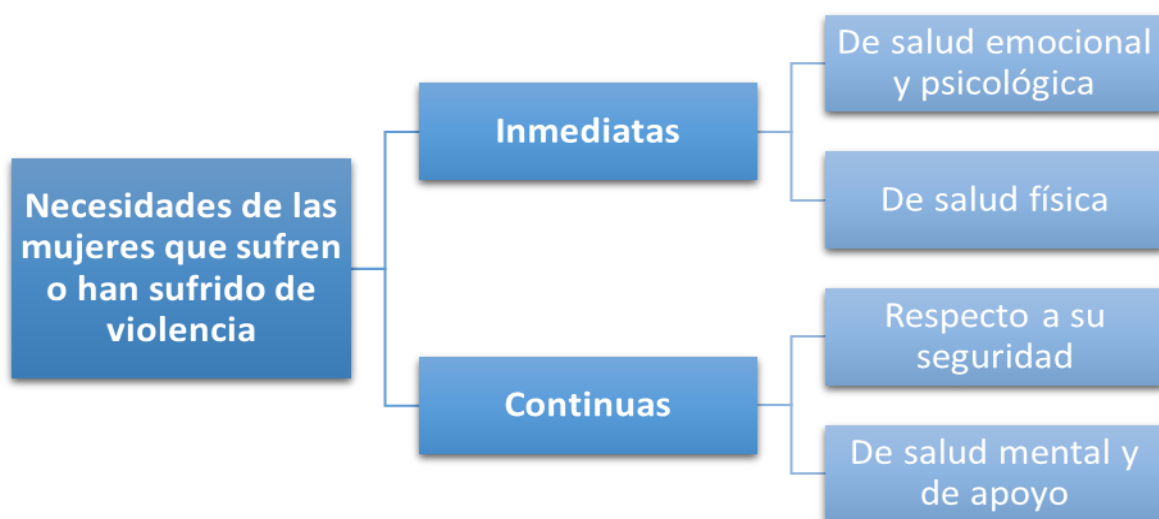 Necesidades de las
mujeres que sufren
o han sufrido de
violencia
Inmediatas
De salud emocional
y psicológica
De salud física
Continuas
Respecto a su
seguridad
De salud mental y
de apoyo